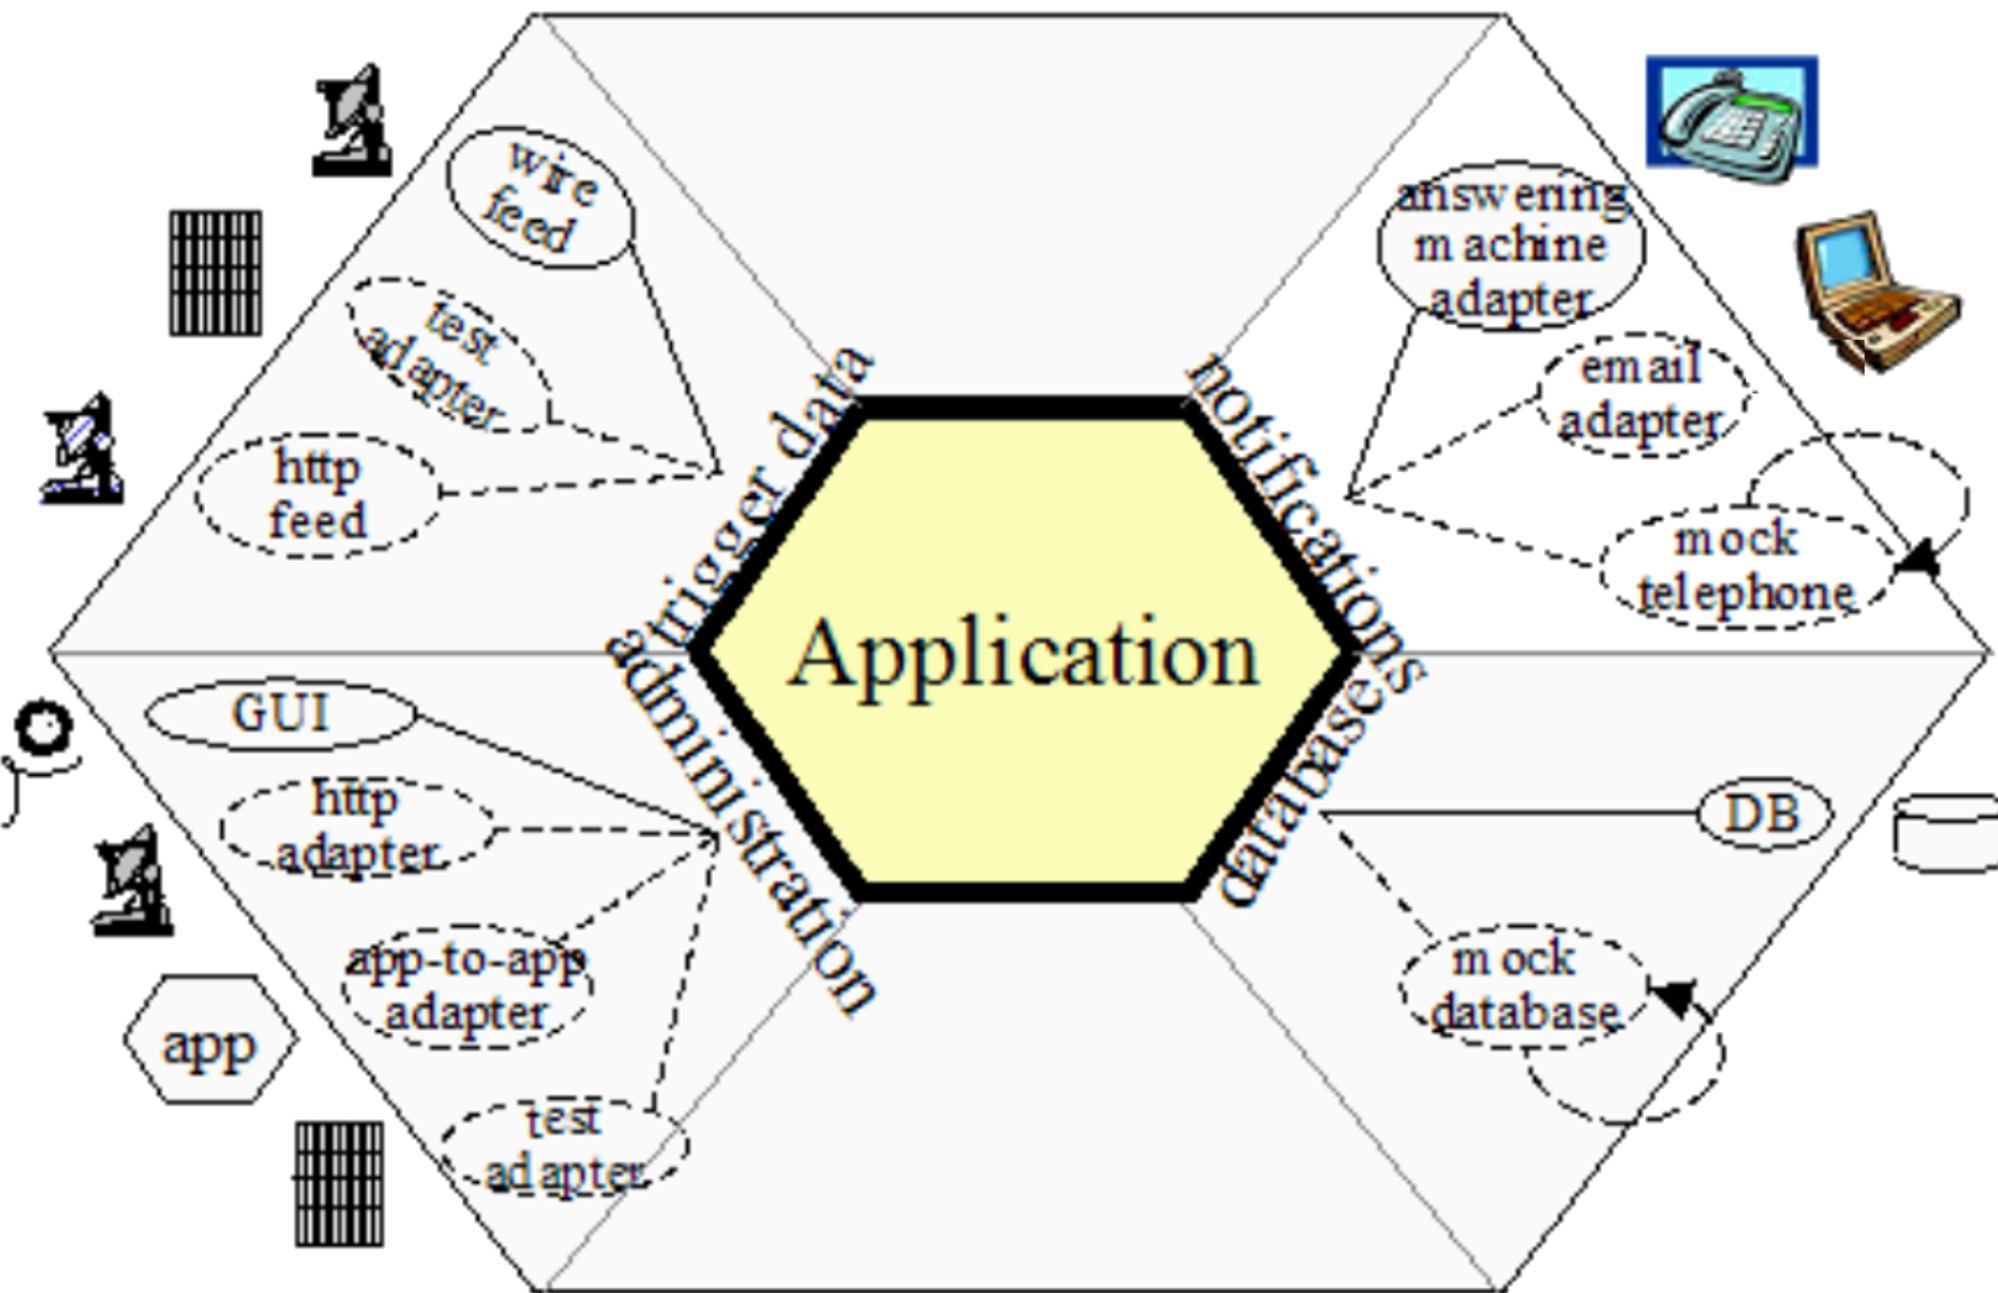 wire
feed
test
adapter
http
feed
trigger data
answering
machine
adapter
email
adapter
mock
telephone
notifications
Application
GUI
http
adapter
app-to-app
adapter
test
adapter
administration
app
databases
DB
mock
database